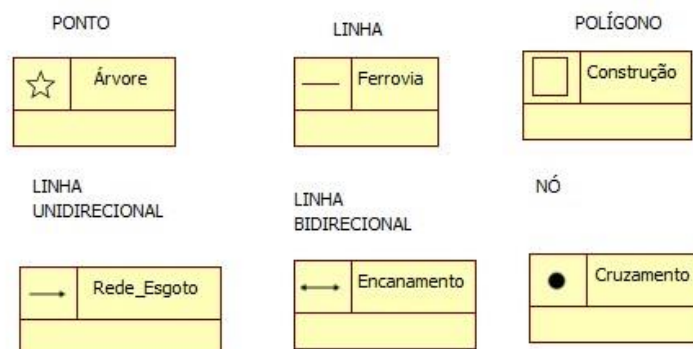 PONTO
LINHA
POLÍGONO
Árvore
Ferrovia
Construção
LINHA
UNIDIRECIONAL
LINHA
BIDIRECIONAL
NÓ
Rede_Esgoto
Encanamento
Cruzamento